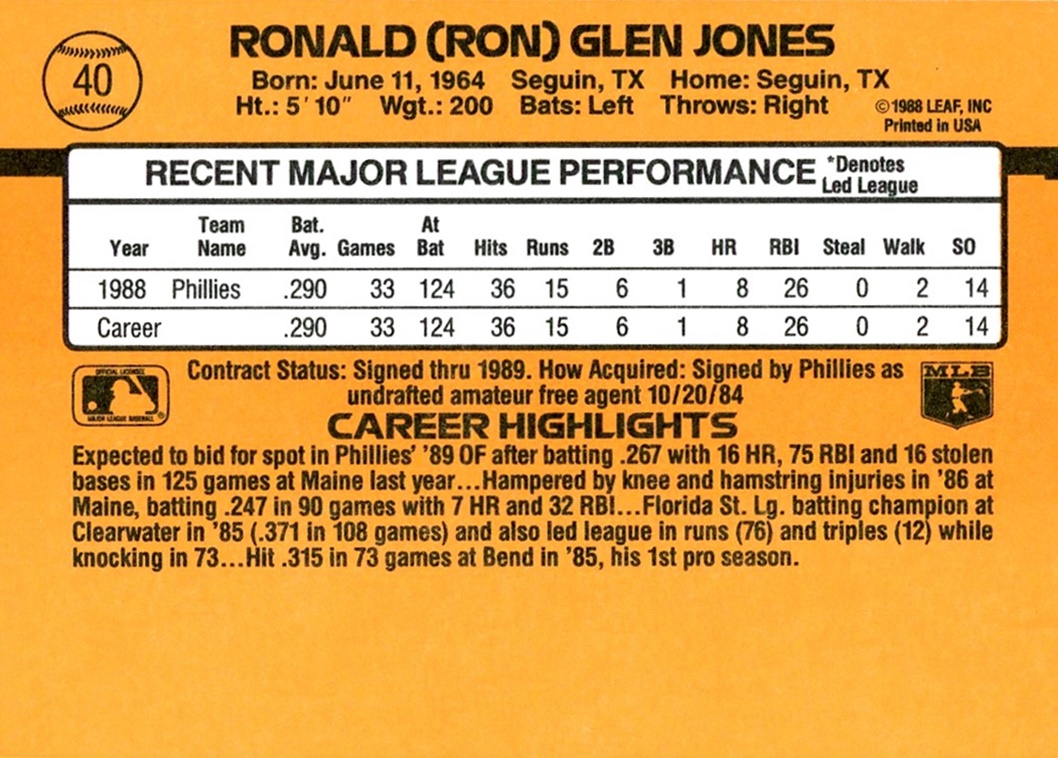 40
RONALD (RON) GLEN JONES
Born: June 11, 1964 Seguin, TX Home: Seguin, TX
Ht.: 5' 10" Wgt.: 200 Bats: Left Throws: Right
©1988 LEAF, INC
Printed in USA
RECENT MAJOR LEAGUE PERFORMANCE *Denotes Led League
Year Team Name Bat. Avg. Games At Bat Hits Runs 2B 3B HR RBI Steal Walk SO
1988 Phillies .290 33 124 36 15 6 1 8 26 0 2 14
Career .290 33 124 36 15 6 1 8 26 0 2 14
OFFICIAL LICENSEE
MAJOR LEAGUE BASEBALL ®
Contract Status: Signed thru 1989. How Acquired: Signed by Phillies as
undrafted amateur free agent 10/20/84
MLB
CAREER HIGHLIGHTS
Expected to bid for spot in Phillies' '89 OF after batting .267 with 16 HR, 75 RBI and 16 stolen
bases in 125 games at Maine last year...Hampered by knee and hamstring injuries in '86 at
Maine, batting .247 in 90 games with 7 HR and 32 RBI...Florida St. Lg. batting champion at
Clearwater in '85 (.371 in 108 games) and also led league in runs (76) and triples (12) while
knocking in 73...Hit .315 in 73 games at Bend in '85, his 1st pro season.